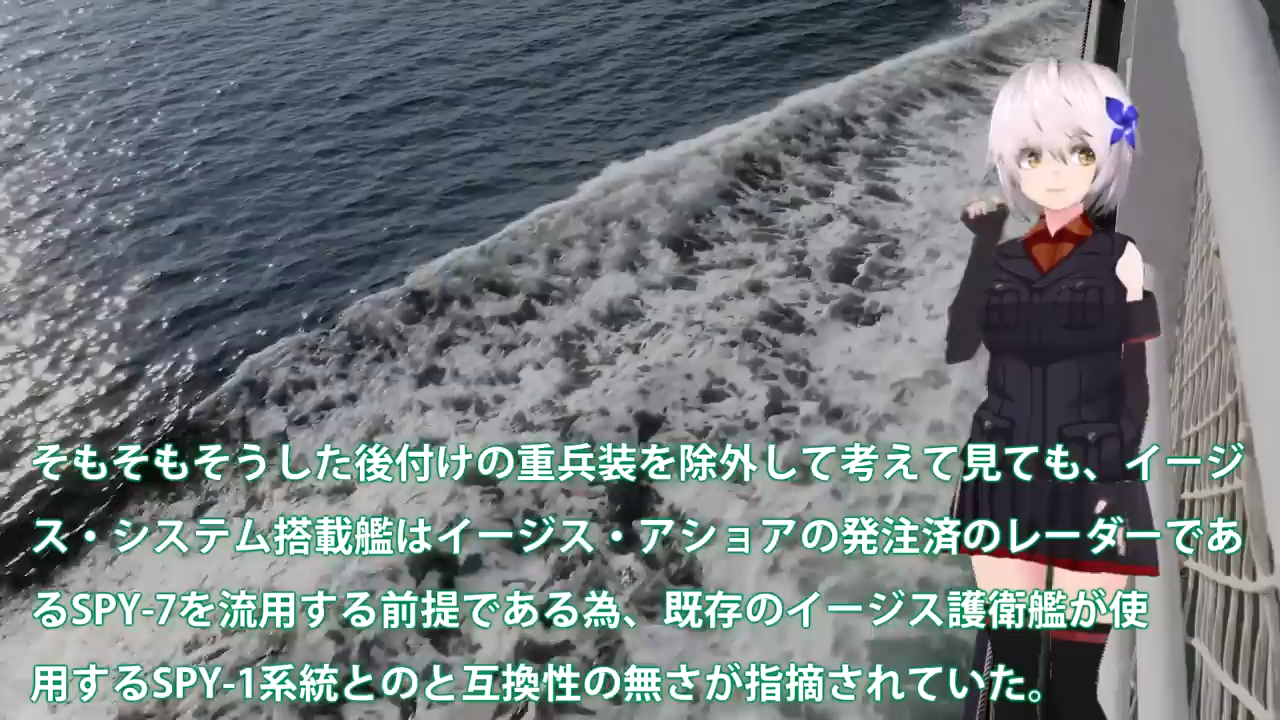 そもそもそうした後付けの重兵装を除外して考えて見ても、イージ
ス・システム搭載艦はイージス・アショアの発注済のレーダーであ
るSPY-7を流用する前提である為、既存のイージス護衛艦が使
用するSPY-1系統とのと互換性の無さが指摘されていた。